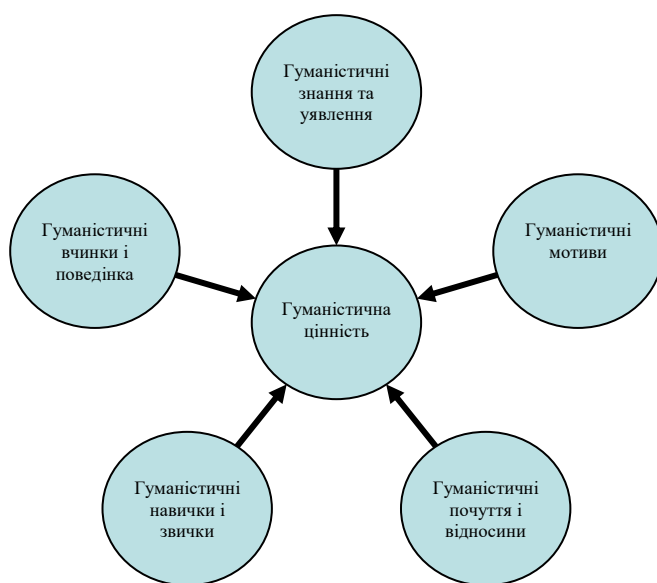 Гуманістичні
знання та
уявлення
Гуманістичні
вчинки і
поведінка
Гуманістичні
мотиви
Гуманістична
цінність
Гуманістичні
навички і
звички
Гуманістичні
почуття і
відносини